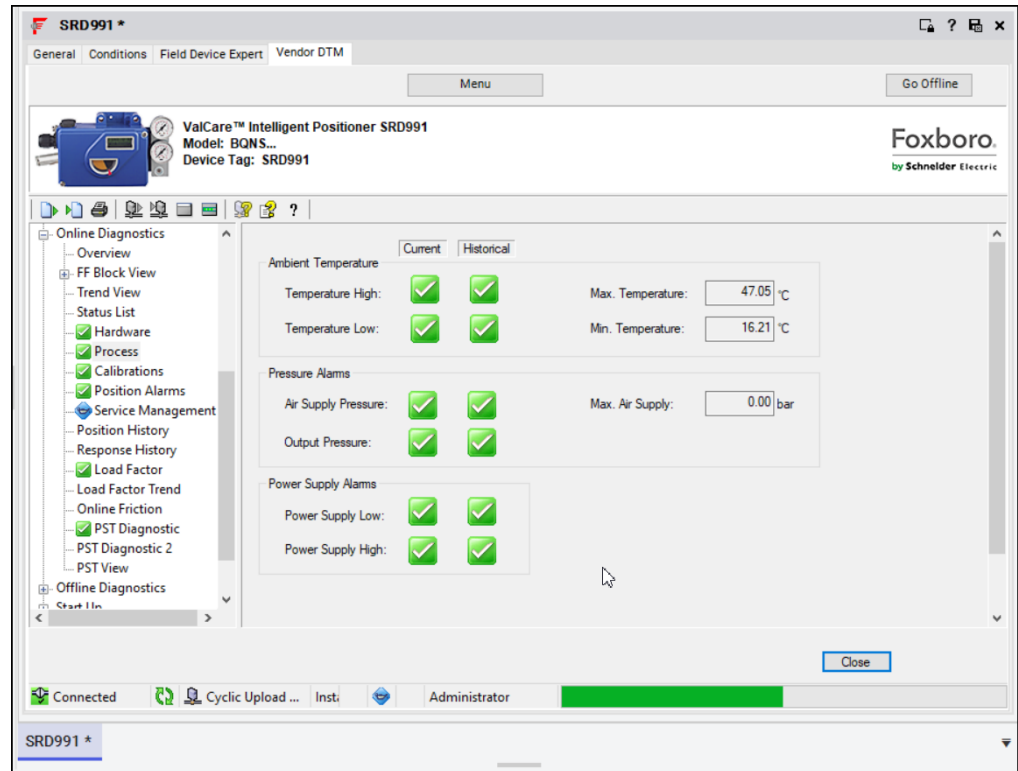 SRD991 *
General Conditions Field Device Expert Vendor DTM
Menu Go Offline
ValCare™ Intelligent Positioner SRD991
Model: BQNS...
Device Tag: SRD991
Foxboro.
by Schneider Electric
Online Diagnostics
Overview
FF Block View
Trend View
Status List
Hardware
Process
Calibrations
Position Alarms
Service Management
Position History
Response History
Load Factor
Load Factor Trend
Online Friction
PST Diagnostic
PST Diagnostic 2
PST View
Offline Diagnostics
Start Up
Current Historical
Ambient Temperature
Temperature High: Max. Temperature: 47.05 °C
Temperature Low: Min. Temperature: 16.21 °C
Pressure Alarms
Air Supply Pressure: Max. Air Supply: 0.00 bar
Output Pressure:
Power Supply Alarms
Power Supply Low:
Power Supply High:
Close
Connected Cyclic Upload ... Inst Administrator
SRD991 *